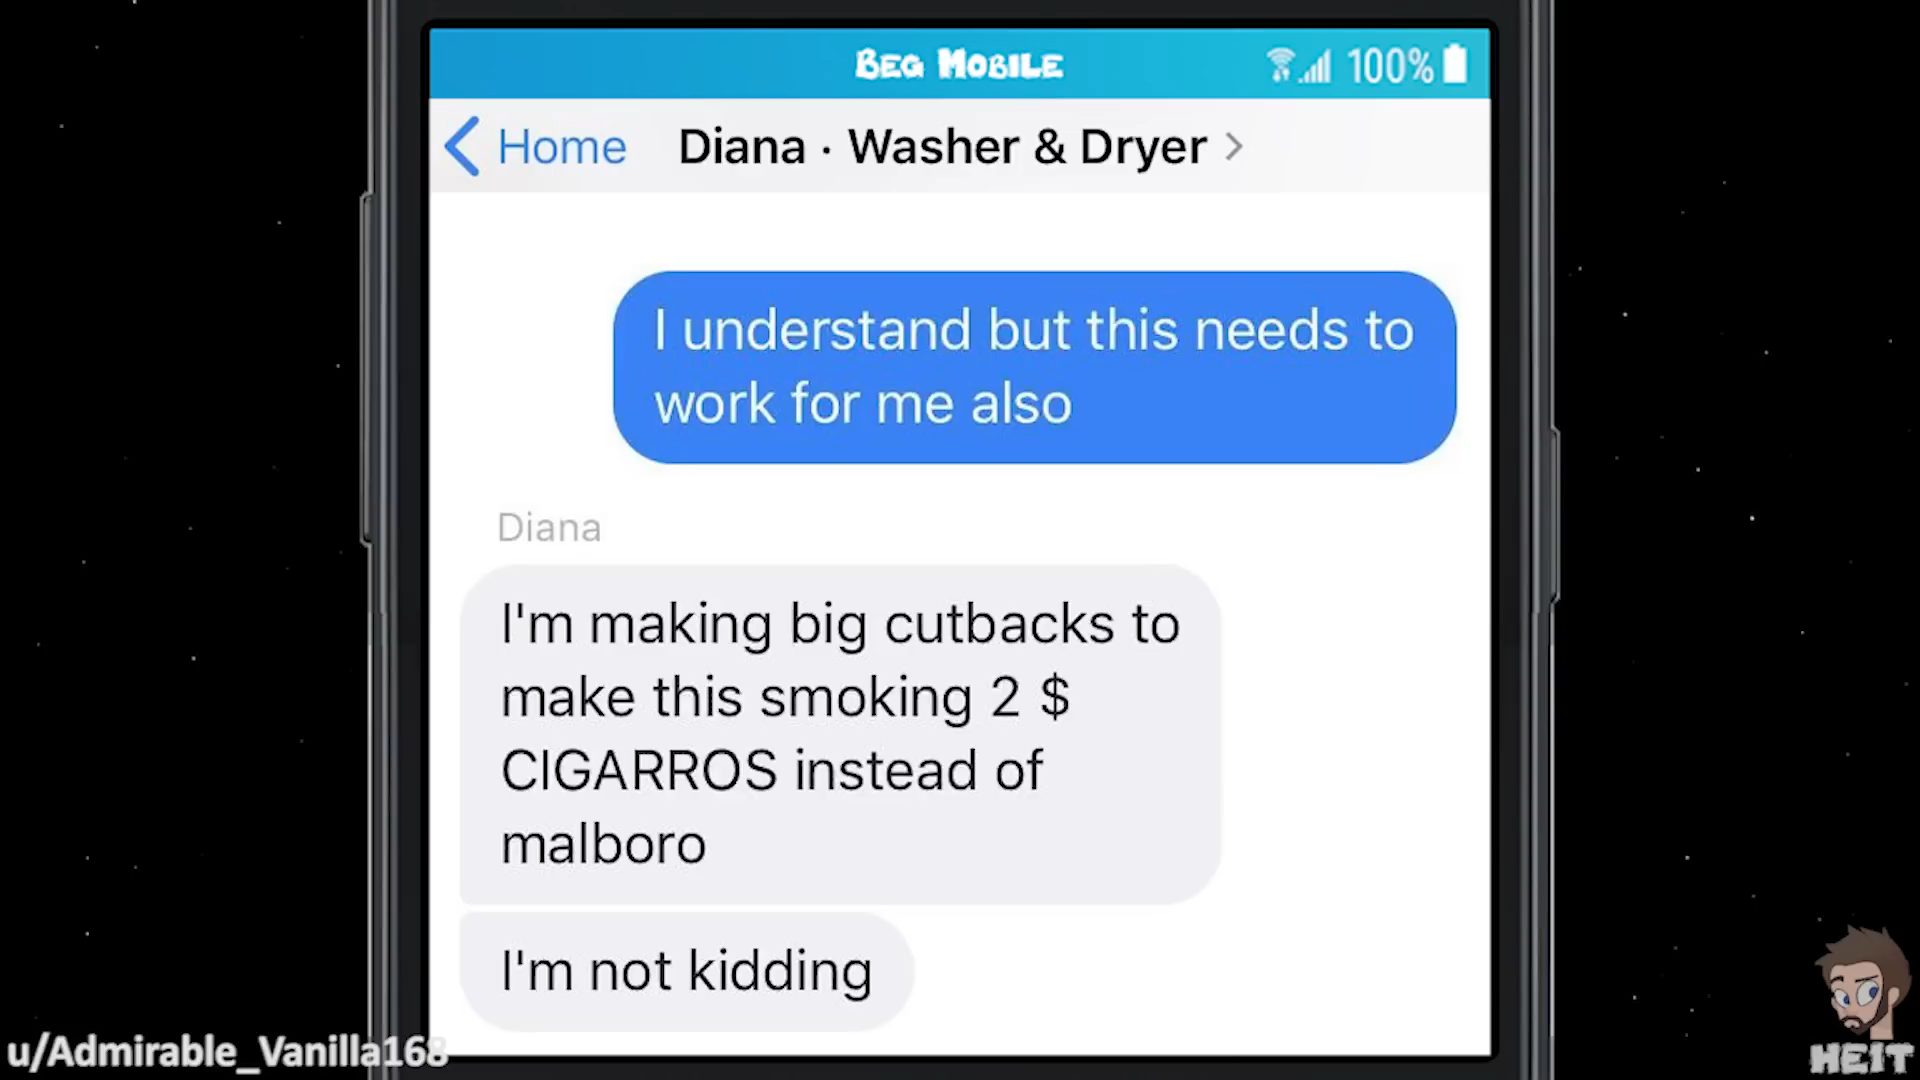 BEG MOBILE
100%
Home
Diana · Washer & Dryer
I understand but this needs to
work for me also
Diana
I'm making big cutbacks to
make this smoking 2 $
CIGARROS instead of
malboro
I'm not kidding
u/Admirable_Vanilla168
HEIT